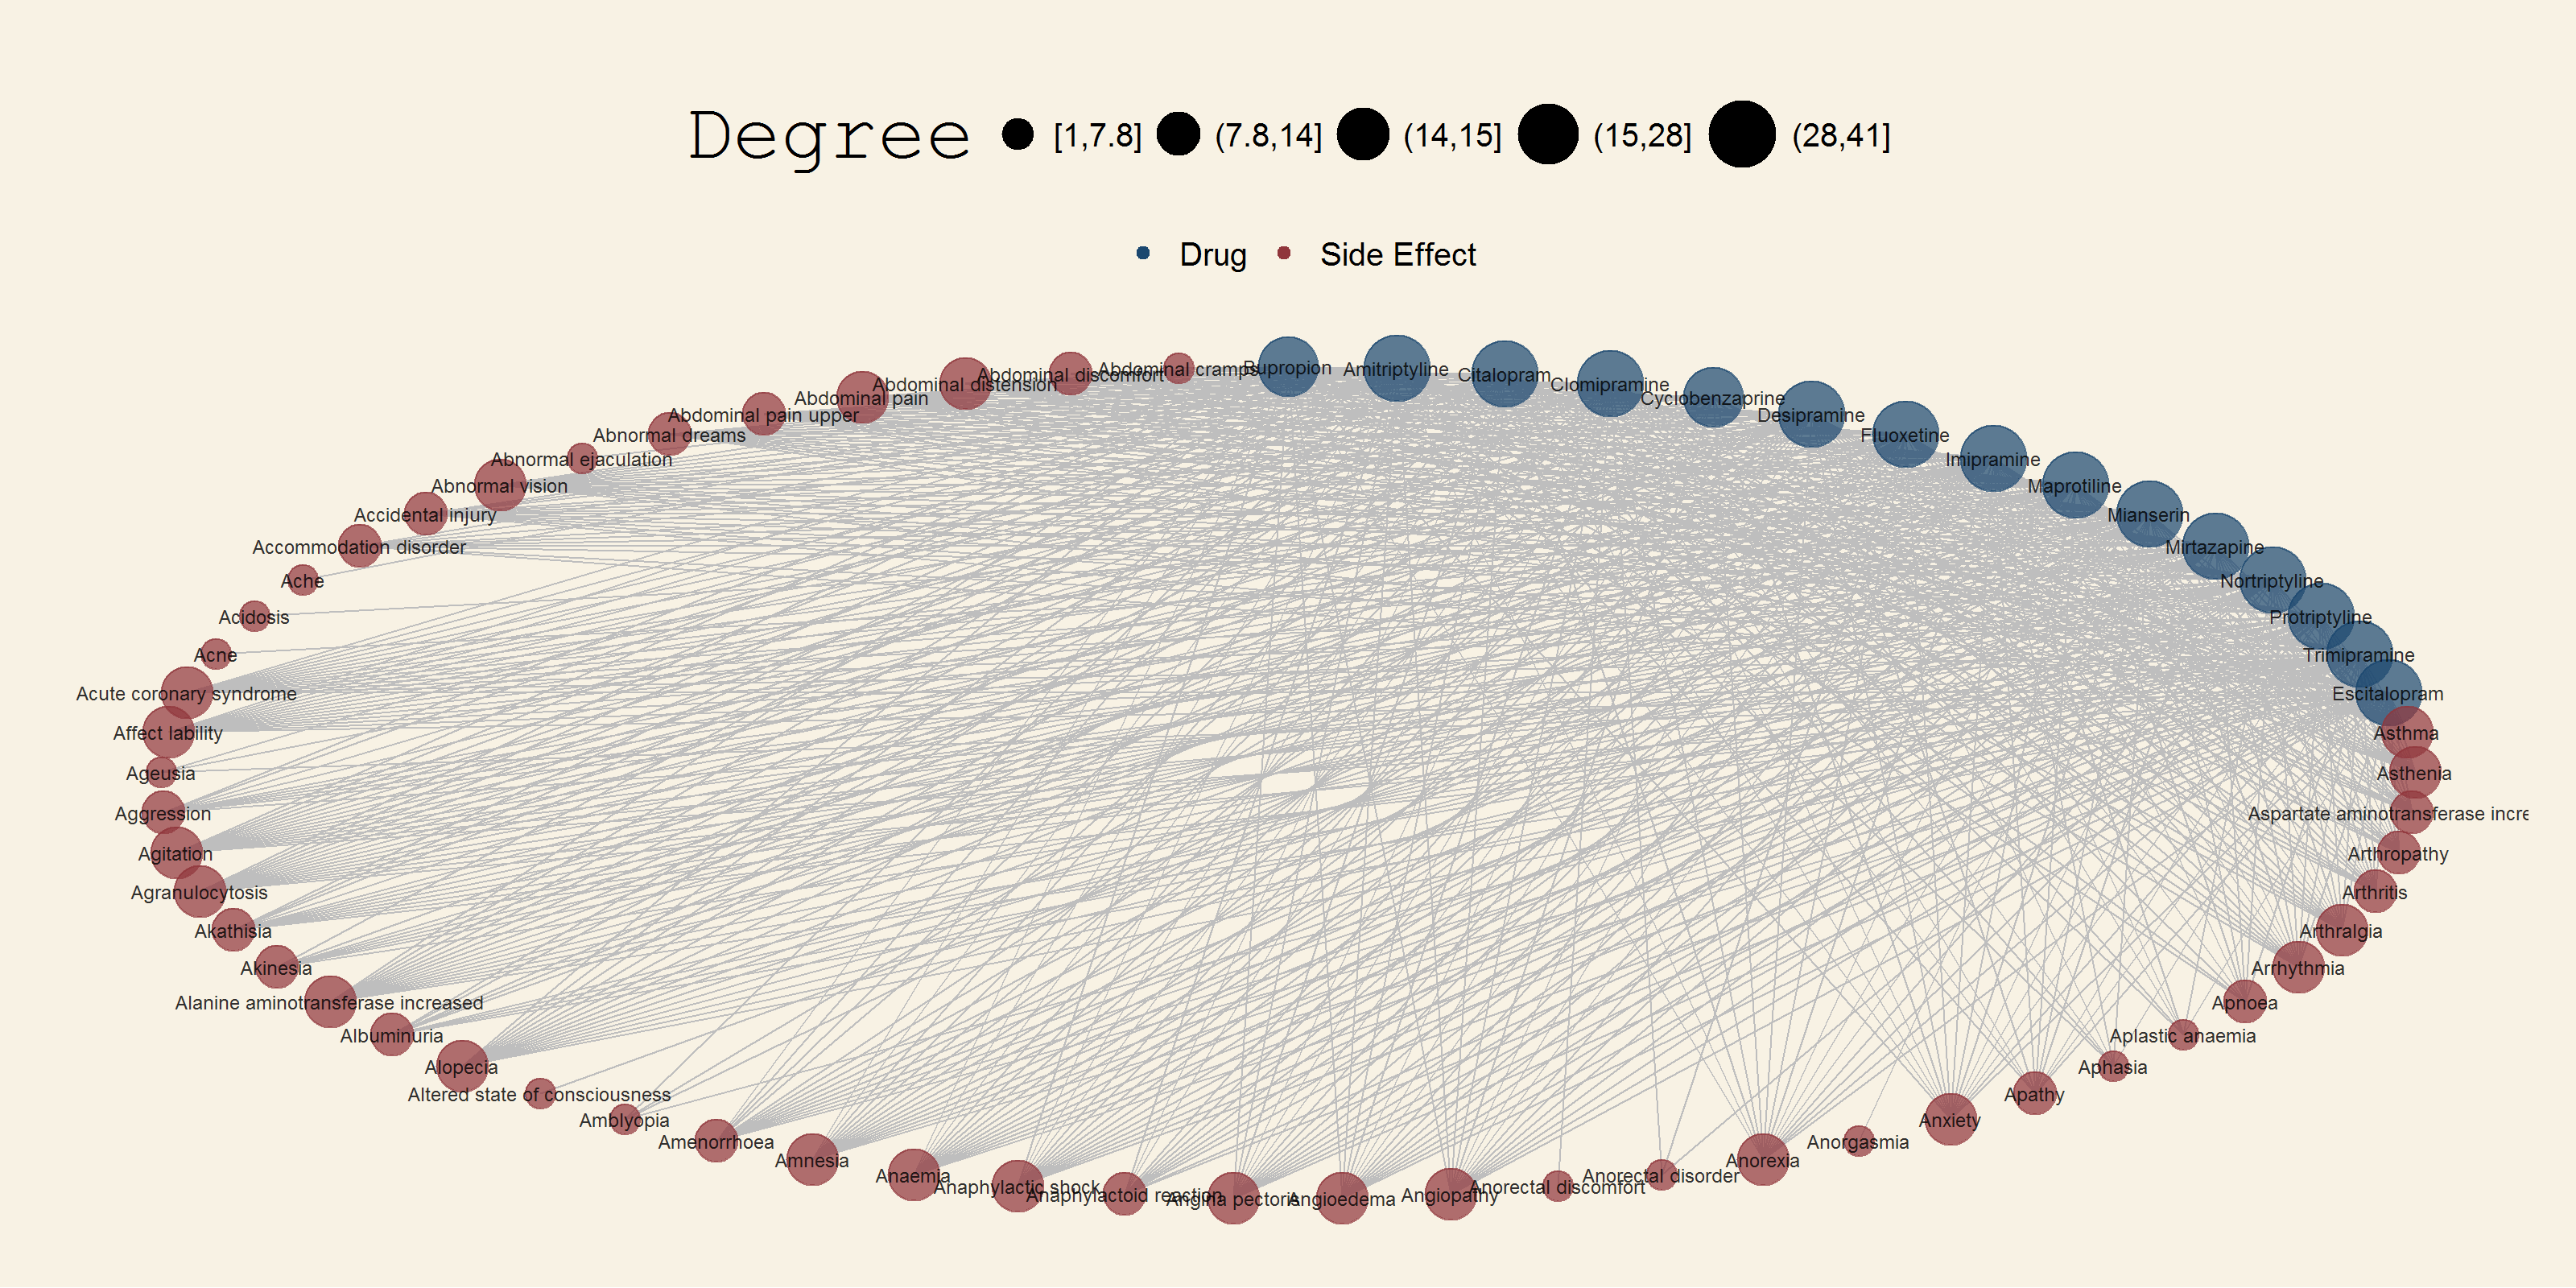 Degree [1,7.8] (7.8,14] (14,15] (15,28] (28,41]
Drug Side Effect
Bupropion
Amitriptyline
Citalopram
Clomipramine
Cyclobenzaprine
Desipramine
Fluoxetine
Imipramine
Maprotiline
Mianserin
Mirtazapine
Nortriptyline
Protriptyline
Trimipramine
Escitalopram
Asthma
Asthenia
Aspartate aminotransferase incre
Arthropathy
Arthritis
Arthralgia
Arrhythmia
Apnoea
Aplastic anaemia
Aphasia
Apathy
Anxiety
Anorgasmia
Anorexia
Anorectal disorder
Anorectal discomfort
Angiopathy
Angioedema
Angina pectoris
Anaphylactoid reaction
Anaphylactic shock
Anaemia
Amnesia
Amenorrhoea
Amblyopia
Altered state of consciousness
Alopecia
Albuminuria
Alanine aminotransferase increased
Akinesia
Akathisia
Agranulocytosis
Agitation
Aggression
Ageusia
Affect lability
Acute coronary syndrome
Acne
Acidosis
Ache
Accommodation disorder
Accidental injury
Abnormal vision
Abnormal ejaculation
Abnormal dreams
Abdominal pain upper
Abdominal pain
Abdominal distension
Abdominal discomfort
Abdominal cramps